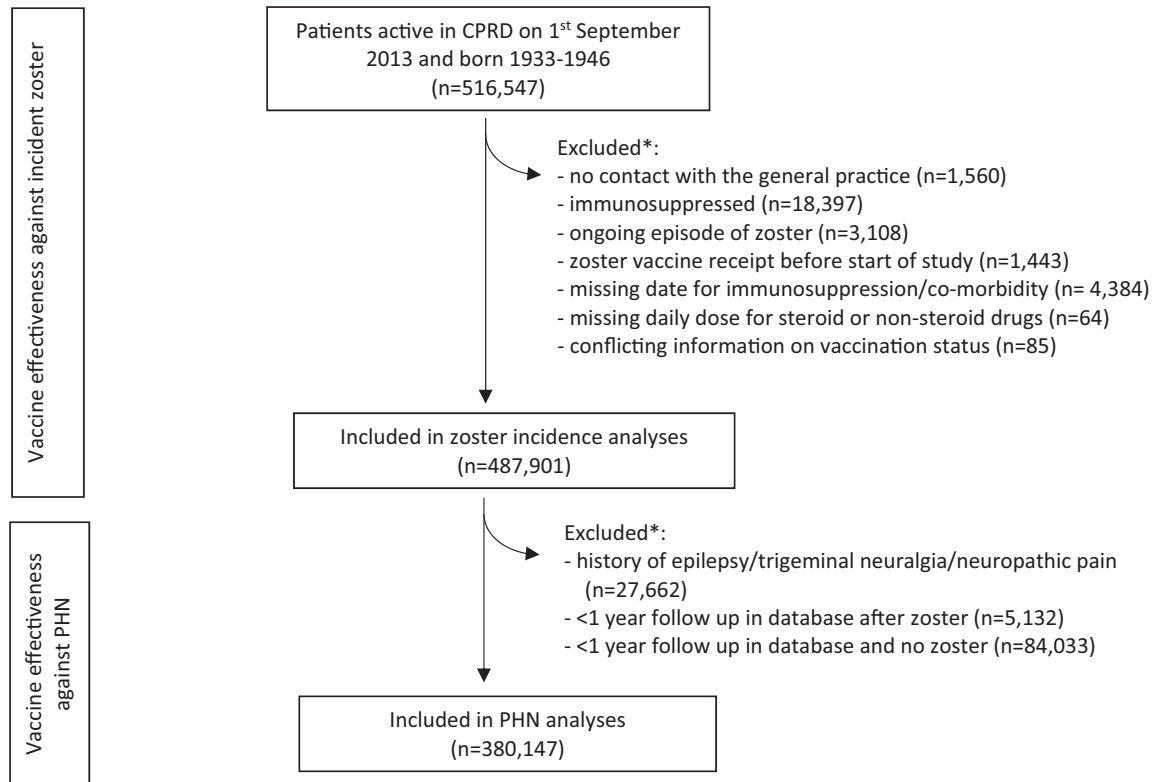 Vaccine effectiveness against incident zoster
Patients active in CPRD on 1st September
2013 and born 1933-1946
(n=516,547)
Excluded*:
- no contact with the general practice (n=1,560)
- immunosuppressed (n=18,397)
- ongoing episode of zoster (n=3,108)
- zoster vaccine receipt before start of study (n=1,443)
- missing date for immunosuppression/co-morbidity (n= 4,384)
- missing daily dose for steroid or non-steroid drugs (n=64)
- conflicting information on vaccination status (n=85)
Included in zoster incidence analyses
(n=487,901)
Vaccine effectiveness
against PHN
Excluded*:
- history of epilepsy/trigeminal neuralgia/neuropathic pain
(n=27,662)
- <1 year follow up in database after zoster (n=5,132)
- <1 year follow up in database and no zoster (n=84,033)
Included in PHN analyses
(n=380,147)